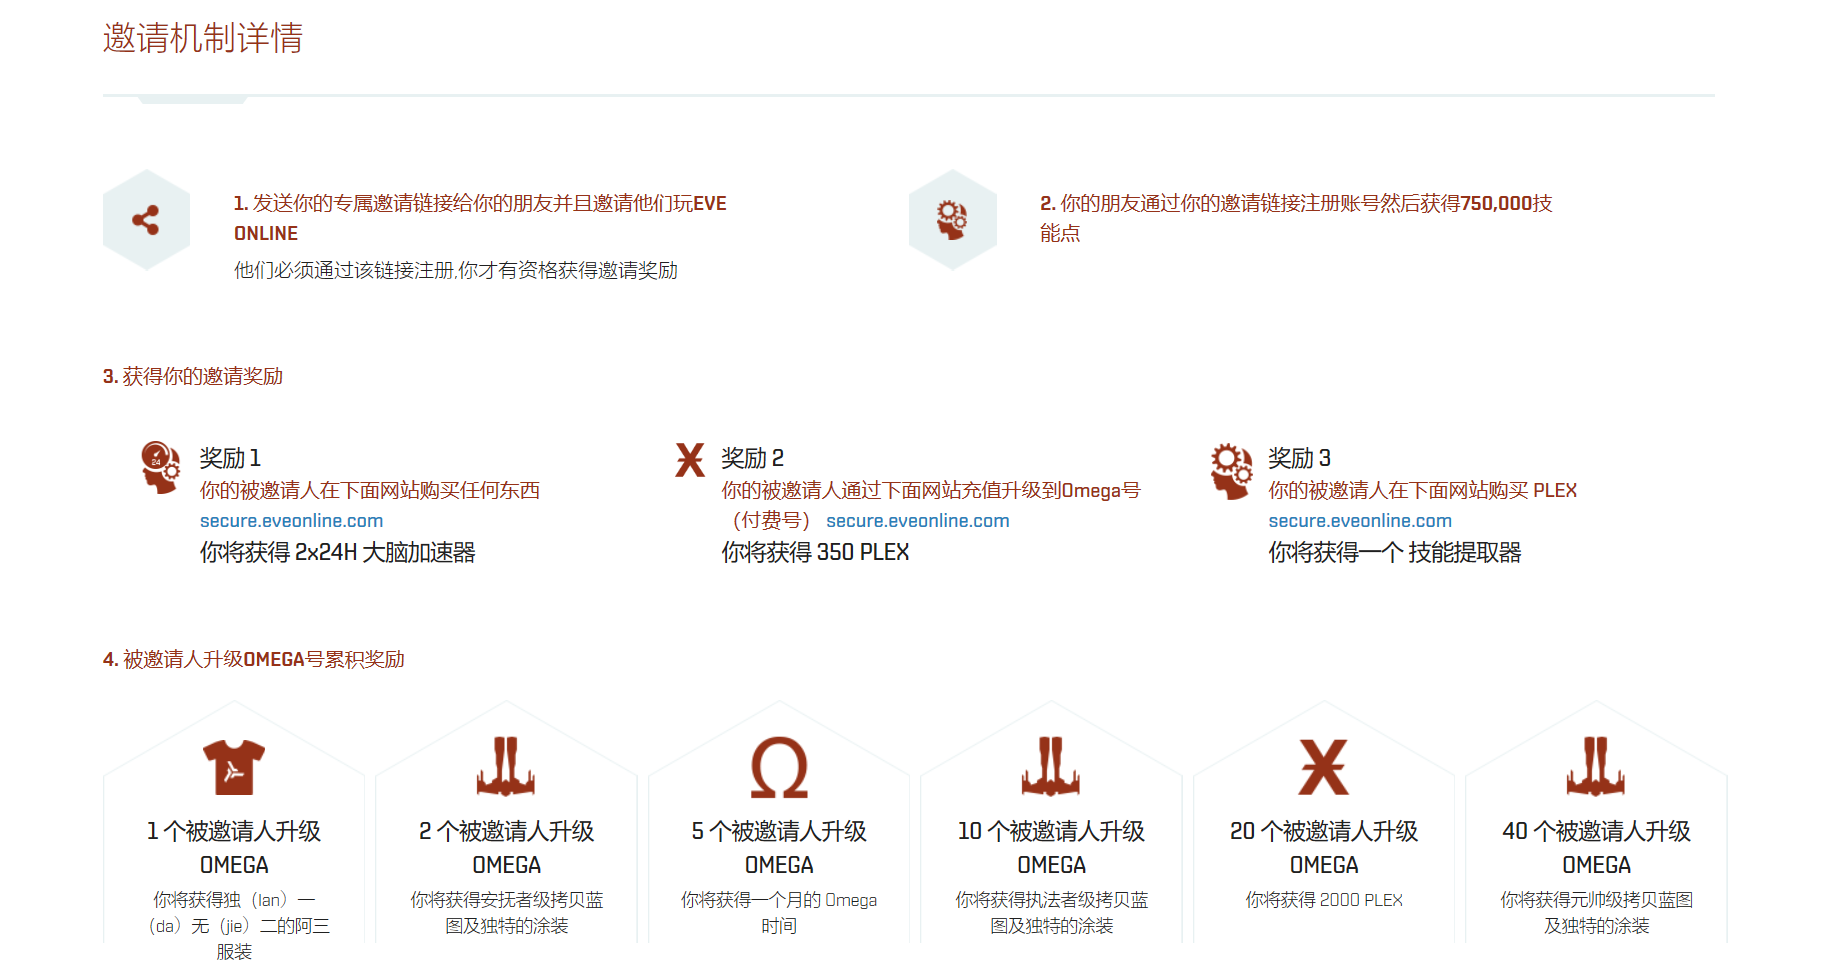 邀请机制详情
1. 发送你的专属邀请链接给你的朋友并且邀请他们玩EVE
ONLINE
他们必须通过该链接注册,你才有资格获得邀请奖励
2. 你的朋友通过你的邀请链接注册账号然后获得750,000技
能点
3. 获得你的邀请奖励
24
奖励 1
你的被邀请人在下面网站购买任何东西
secure.eveonline.com
你将获得 2x24H 大脑加速器
奖励 2
你的被邀请人通过下面网站充值升级到Omega号
（付费号） secure.eveonline.com
你将获得 350 PLEX
奖励 3
你的被邀请人在下面网站购买 PLEX
secure.eveonline.com
你将获得一个 技能提取器
4. 被邀请人升级OMEGA号累积奖励
1 个被邀请人升级
OMEGA
你将获得独（lan）一
（da）无（jie）二的阿三
服装
2 个被邀请人升级
OMEGA
你将获得安抚者级拷贝蓝
图及独特的涂装
5 个被邀请人升级
OMEGA
你将获得一个月的 Omega
时间
10 个被邀请人升级
OMEGA
你将获得执法者级拷贝蓝
图及独特的涂装
20 个被邀请人升级
OMEGA
你将获得 2000 PLEX
40 个被邀请人升级
OMEGA
你将获得元帅级拷贝蓝图
及独特的涂装